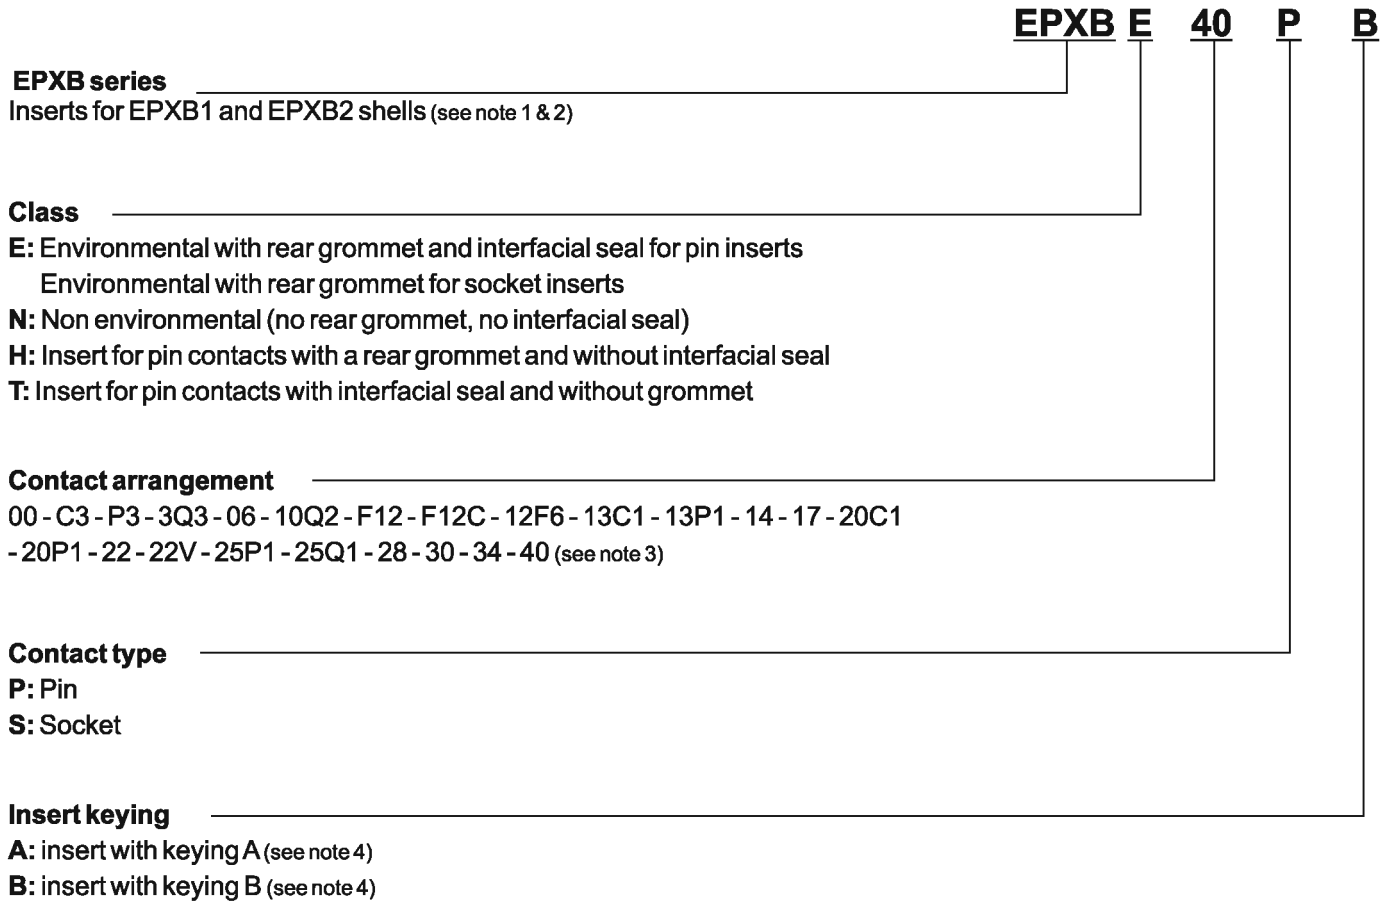 EPXB E 40 P B
EPXB series
Inserts for EPXB1 and EPXB2 shells (see note 1 & 2)
Class
E: Environmental with rear grommet and interfacial seal for pin inserts
Environmental with rear grommet for socket inserts
N: Non environmental (no rear grommet, no interfacial seal)
H: Insert for pin contacts with a rear grommet and without interfacial seal
T: Insert for pin contacts with interfacial seal and without grommet
Contact arrangement
00 - C3 - P3 - 3Q3 - 06 - 10Q2 - F12 - F12C - 12F6 - 13C1 - 13P1 - 14 - 17 - 20C1
- 20P1 - 22 - 22V - 25P1 - 25Q1 - 28 - 30 - 34 - 40 (see note 3)
Contact type
P: Pin
S: Socket
Insert keying
A: insert with keying A (see note 4)
B: insert with keying B (see note 4)